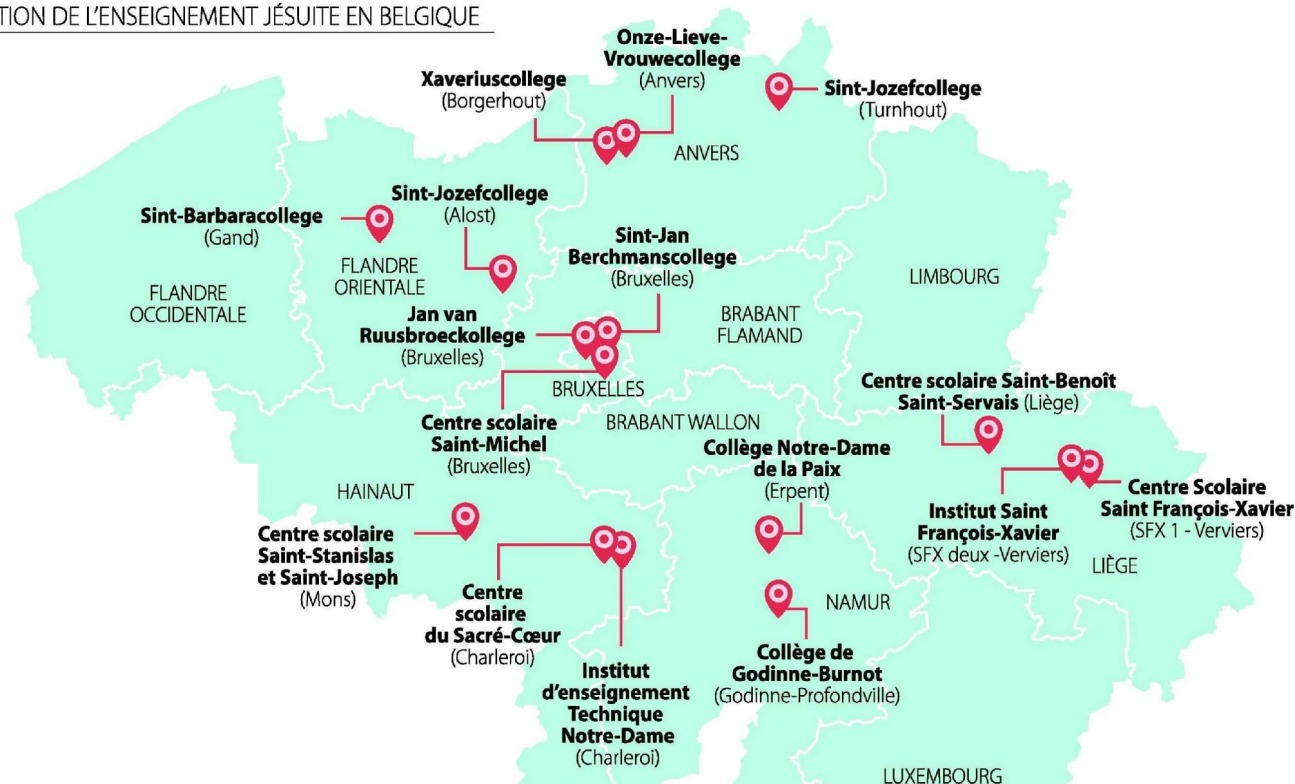 TION DE L'ENSEIGNEMENT JÉSUITE EN BELGIQUE
Onze-Lieve-
Vrouwecollege
(Anvers)
Xaveriuscollege
(Borgerhout)
Sint-Jozefcollege
(Turnhout)
ANVERS
Sint-Jozefcollege
(Alost)
Sint-Barbaracollege
(Gand)
Sint-Jan
Berchmanscollege
(Bruxelles)
FLANDRE
ORIENTALE
LIMBOURG
FLANDRE
OCCIDENTALE
Jan van
Ruusbroeckollege
(Bruxelles)
BRABANT
FLAMAND
BRUXELLES
Centre scolaire Saint-Benoît
Saint-Servais (Liège)
Centre scolaire
Saint-Michel
(Bruxelles)
BRABANT WALLON
Collège Notre-Dame
de la Paix
(Erpent)
HAINAUT
Centre Scolaire
Saint François-Xavier
(SFX 1 - Verviers)
Institut Saint
François-Xavier
(SFX deux -Verviers)
LIÈGE
Centre scolaire
Saint-Stanislas
et Saint-Joseph
(Mons)
Centre
scolaire
du Sacré-Cœur
(Charleroi)
NAMUR
Collège de
Godinne-Burnot
(Godinne-Profondville)
Institut
d'enseignement
Technique
Notre-Dame
(Charleroi)
LUXEMBOURG